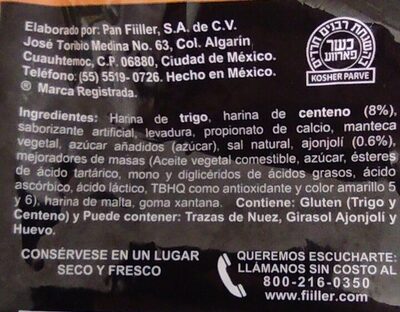 Elaborado por: Pan Fiiller, S.A. de C.V.
José Toribio Medina No. 63, Col. Algarín
Cuauhtemoc, C.P. 06880, Ciudad de México.
Teléfono: (55) 5519-0726. Hecho en México.
® Marca Registrada.
כשר
פארווע
KOSHER PARVE
Ingredientes: Harina de trigo, harina de centeno (8%),
saborizante artificial, levadura, propionato de calcio, manteca
vegetal, azúcar añadidos (azúcar), sal natural, ajonjolí (0.6%),
mejoradores de masas (Aceite vegetal comestible, azúcar, ésteres
de ácido tartárico, mono y diglicéridos de ácidos grasos, ácido
ascórbico, ácido láctico, TBHQ como antioxidante y color amarillo 5
y 6), harina de malta, goma xantana. Contiene: Gluten (Trigo y
Centeno) y Puede contener: Trazas de Nuez, Girasol Ajonjolí y
Huevo.
CONSÉRVESE EN UN LUGAR
SECO Y FRESCO
QUEREMOS ESCUCHARTE:
LLÁMANOS SIN COSTO AL
800-216-0350
www.fiiller.com